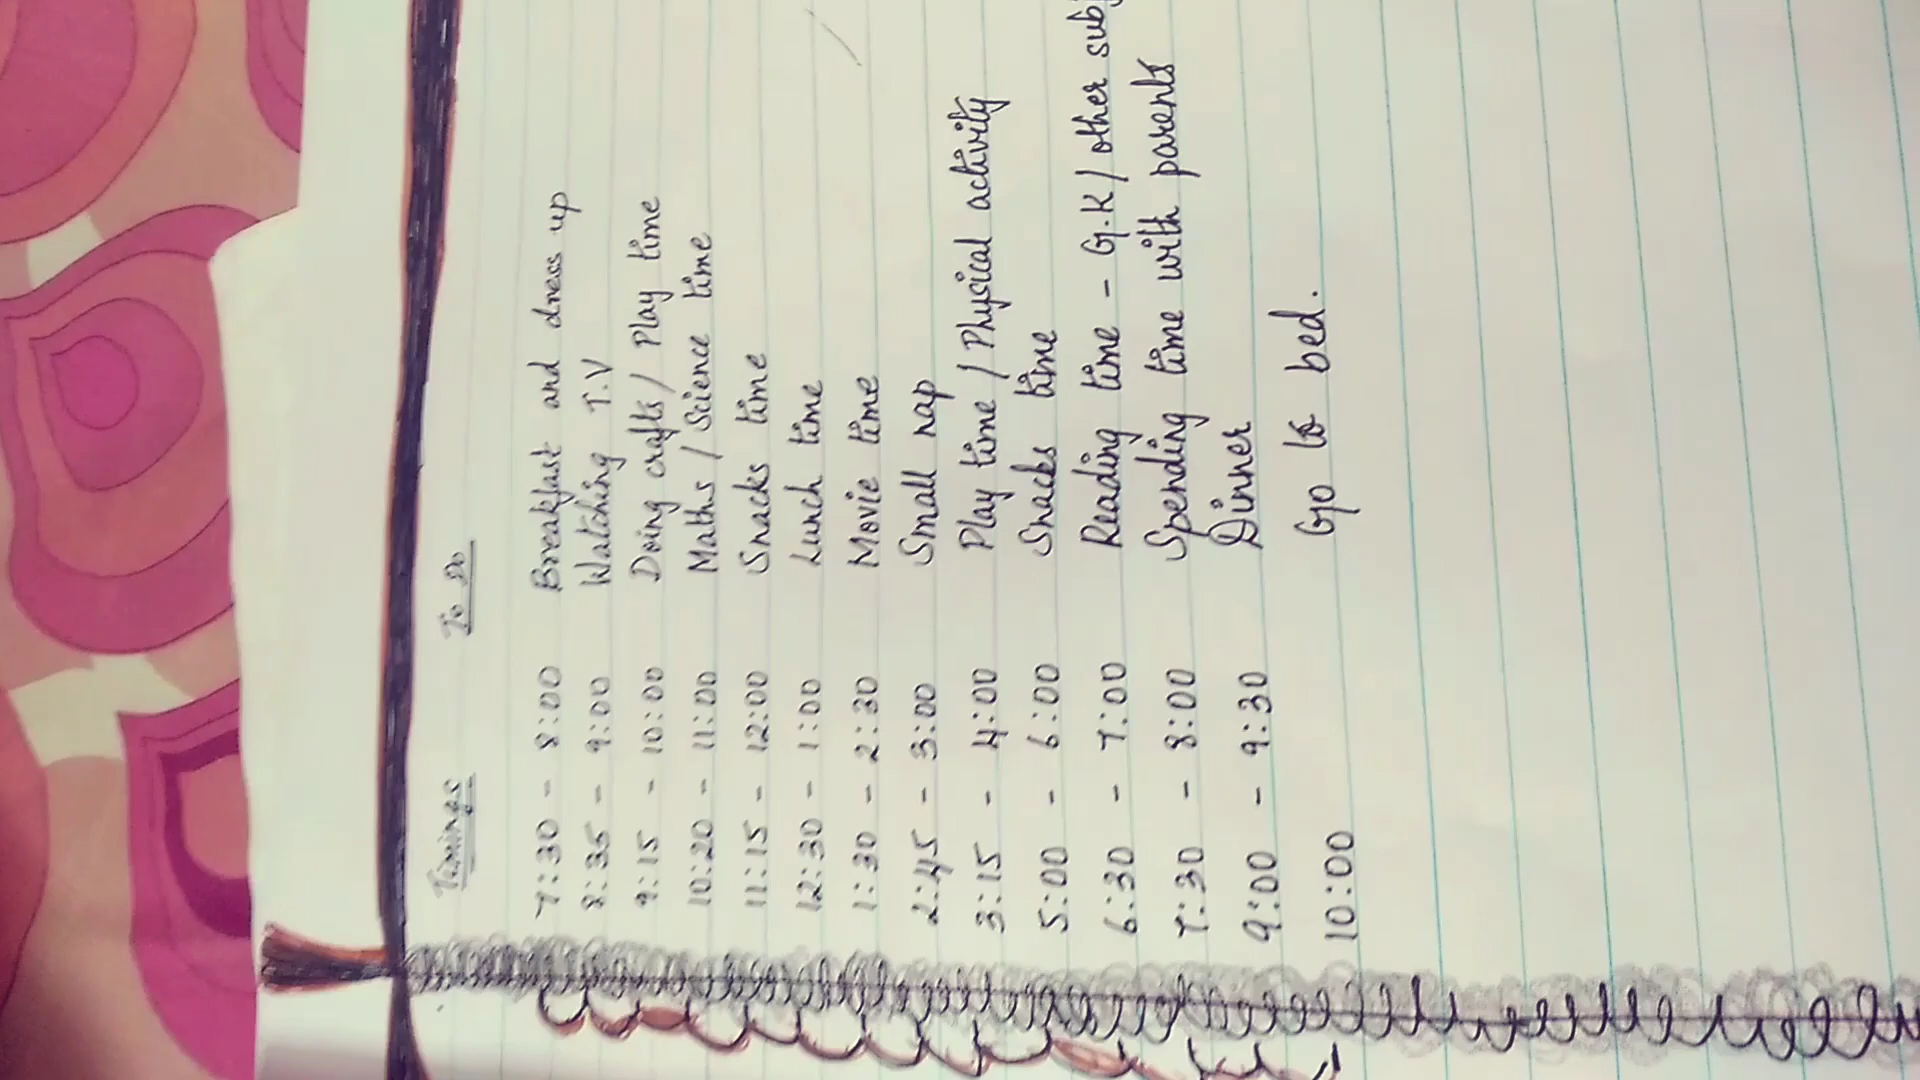 Timings To Do
7:30 - 8:00 Breakfast and dress up
8:35 - 9:00 Watching T.V
9:15 - 10:00 Doing crafts / Play time
10:20 - 11:00 Maths / Science time
11:15 - 12:00 Snacks time
12:30 - 1:00 Lunch time
1:30 - 2:30 Movie time
2:45 - 3:00 Small nap
3:15 - 4:00 Play time / Physical activity
5:00 - 6:00 Snacks time
6:30 - 7:00 Reading time - G.K / other sub
7:30 - 8:00 Spending time with parents
9:00 - 9:30 Dinner
10:00 Go to bed.